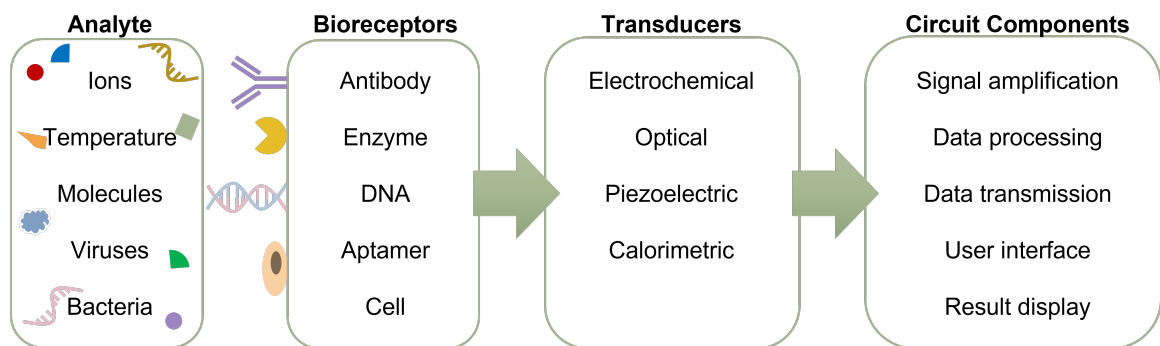 Analyte
Ions
Temperature
Molecules
Viruses
Bacteria
Bioreceptors
Antibody
Enzyme
DNA
Aptamer
Cell
Transducers
Electrochemical
Optical
Piezoelectric
Calorimetric
Circuit Components
Signal amplification
Data processing
Data transmission
User interface
Result display